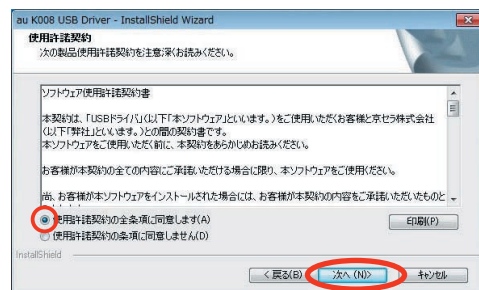 au K008 USB Driver - InstallShield Wizard
使用許諾契約
次の製品使用許諾契約を注意深くお読みください。
ソフトウェア使用許諾契約書
本契約は、「USBドライバ」(以下「本ソフトウェア」といいます。)をご使用いただくお客様と京セラ株式会社
(以下「弊社」といいます。)との間の契約書です。
本ソフトウェアをご使用いただく前に、本契約をあらかじめお読みください。
お客様が本契約の全ての内容にご承諾いただける場合に限り、本ソフトウェアをご使用ください。
尚、お客様が本ソフトウェアをインストールされた場合には、お客様が本契約の内容をご承諾いただいたものと
使用許諾契約の全条項に同意します(A)
印刷(P)
使用許諾契約の条項に同意しません(D)
InstallShield
< 戻る(B)
次へ (N)>
キャンセル